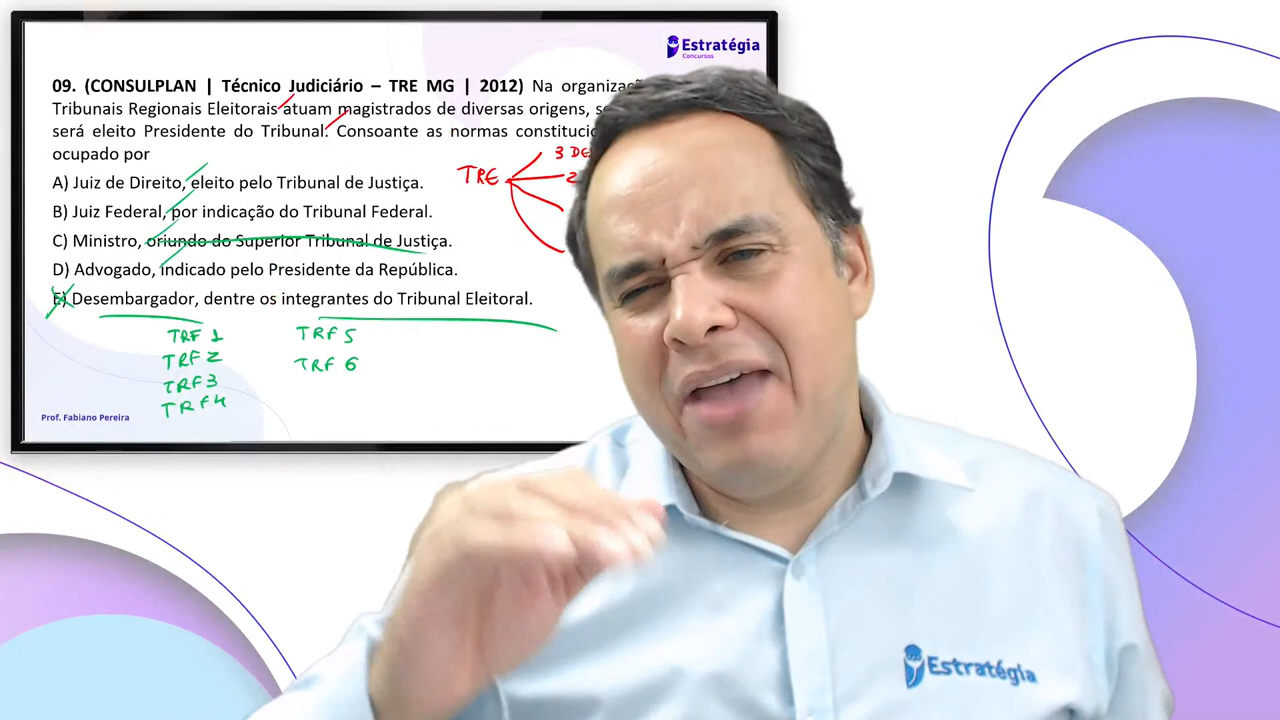 Estratégia
Concursos
09. (CONSULPLAN | Técnico Judiciário – TRE MG | 2012) Na
Tribunais Regionais Eleitorais atuam magistrados de diversas origens,
será eleito Presidente do Tribunal. Consoante as normas
ocupado por
TRE
3
2
A) Juiz de Direito, eleito pelo Tribunal de Justiça.
B) Juiz Federal, por indicação do Tribunal Federal.
C) Ministro, oriundo do Superior Tribunal de Justiça.
D) Advogado, indicado pelo Presidente da República.
E) Desembargador, dentre os integrantes do Tribunal Eleitoral.
TRF 1 TRF 5
TRF 2 TRF 6
TRF 3
TRF 4
Prof. Fabiano Pereira
Estratégia